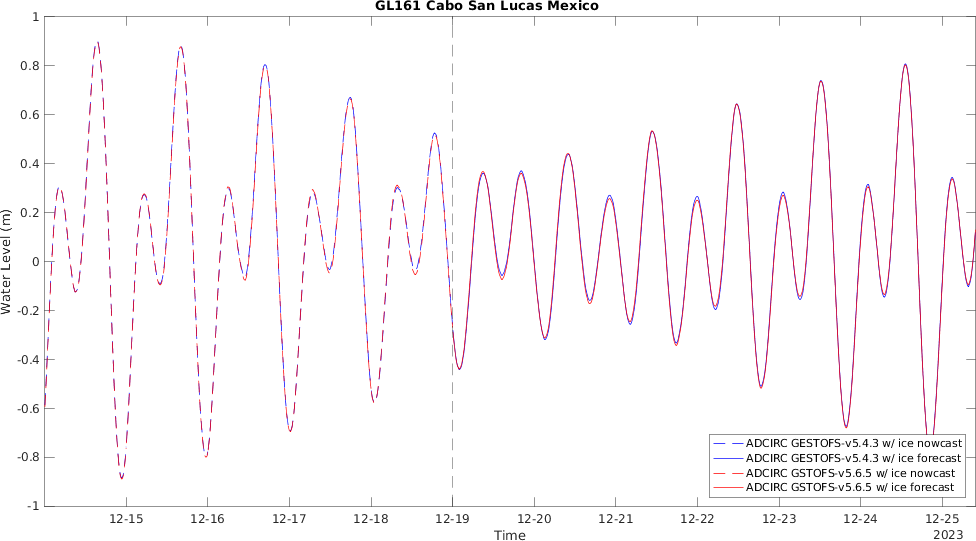 GL161 Cabo San Lucas Mexico
1
0.8
0.6
0.4
0.2
0
-0.2
-0.4
-0.6
-0.8
-1
Water Level (m)
ADCIRC GESTOFS-v5.4.3 w/ ice nowcast
ADCIRC GESTOFS-v5.4.3 w/ ice forecast
ADCIRC GSTOFS-v5.6.5 w/ ice nowcast
ADCIRC GSTOFS-v5.6.5 w/ ice forecast
12-15 12-16 12-17 12-18 12-19 12-20 12-21 12-22 12-23 12-24 12-25
Time
2023